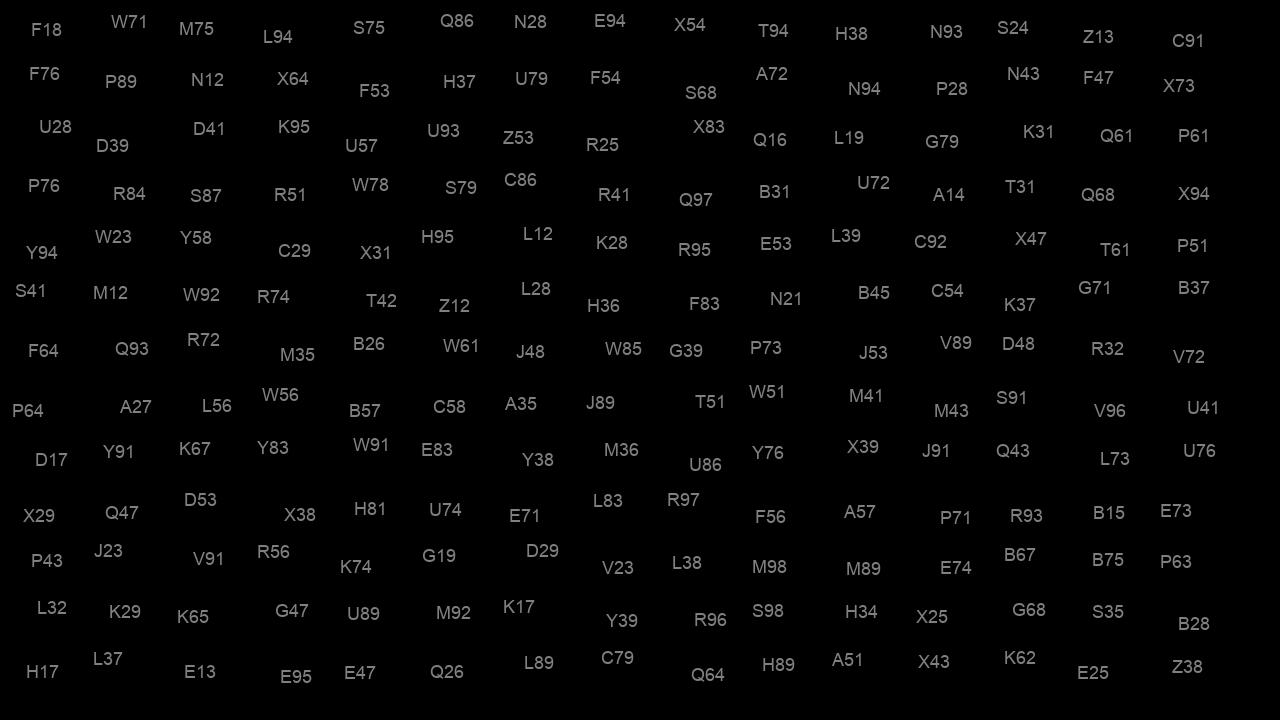 F18 W71 M75 L94 S75 Q86 N28 E94 X54 T94 H38 N93 S24 Z13 C91
F76 P89 N12 X64 F53 H37 U79 F54 S68 A72 N94 P28 N43 F47 X73
U28 D39 D41 K95 U57 U93 Z53 R25 X83 Q16 L19 G79 K31 Q61 P61
P76 R84 S87 R51 W78 S79 C86 R41 Q97 B31 U72 A14 T31 Q68 X94
Y94 W23 Y58 C29 X31 H95 L12 K28 R95 E53 L39 C92 X47 T61 P51
S41 M12 W92 R74 T42 Z12 L28 H36 F83 N21 B45 C54 K37 G71 B37
F64 Q93 R72 M35 B26 W61 J48 W85 G39 P73 J53 V89 D48 R32 V72
P64 A27 L56 W56 B57 C58 A35 J89 T51 W51 M41 M43 S91 V96 U41
D17 Y91 K67 Y83 W91 E83 Y38 M36 U86 Y76 X39 J91 Q43 L73 U76
X29 Q47 D53 X38 H81 U74 E71 L83 R97 F56 A57 P71 R93 B15 E73
P43 J23 V91 R56 K74 G19 D29 V23 L38 M98 M89 E74 B67 B75 P63
L32 K29 K65 G47 U89 M92 K17 Y39 R96 S98 H34 X25 G68 S35 B28
H17 L37 E13 E95 E47 Q26 L89 C79 Q64 H89 A51 X43 K62 E25 Z38